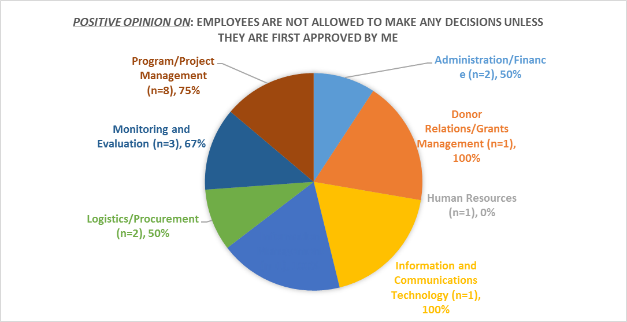 POSITIVE OPINION ON: EMPLOYEES ARE NOT ALLOWED TO MAKE ANY DECISIONS UNLESS
THEY ARE FIRST APPROVED BY ME
Administration/Financ
e (n=2), 50%
Donor
Relations/Grants
Management (n=1),
100%
Human Resources
(n=1), 0%
Information and
Communications
Technology (n=1),
100%
Logistics/Procurement
(n=2), 50%
Monitoring and
Evaluation (n=3), 67%
Program/Project
Management
(n=8), 75%